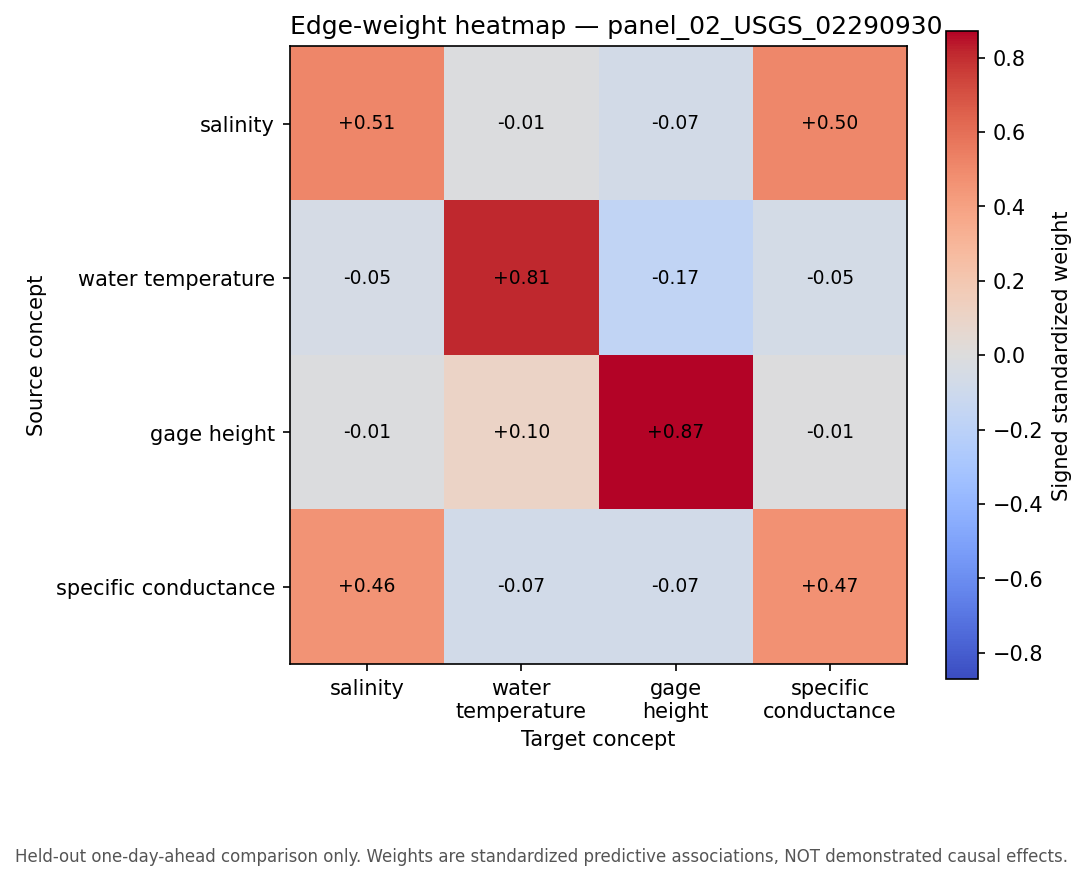 Edge-weight heatmap — panel_02_USGS_02290930
salinity
+0.51
-0.01
-0.07
+0.50
water temperature
-0.05
+0.81
-0.17
-0.05
gage height
-0.01
+0.10
+0.87
-0.01
specific conductance
+0.46
-0.07
-0.07
+0.47
Source concept
salinity
water
temperature
gage
height
specific
conductance
Target concept
0.8
0.6
0.4
0.2
0.0
−0.2
−0.4
−0.6
−0.8
Signed standardized weight
Held-out one-day-ahead comparison only. Weights are standardized predictive associations, NOT demonstrated causal effects.